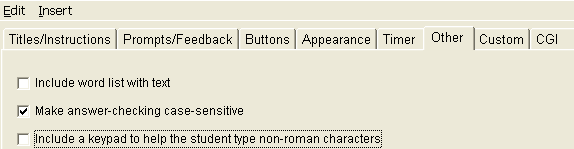 Edit Insert
Titles/Instructions Prompts/Feedback Buttons Appearance Timer Other Custom CGI
Include word list with text
Make answer-checking case-sensitive
Include a keypad to help the student type non-roman characters